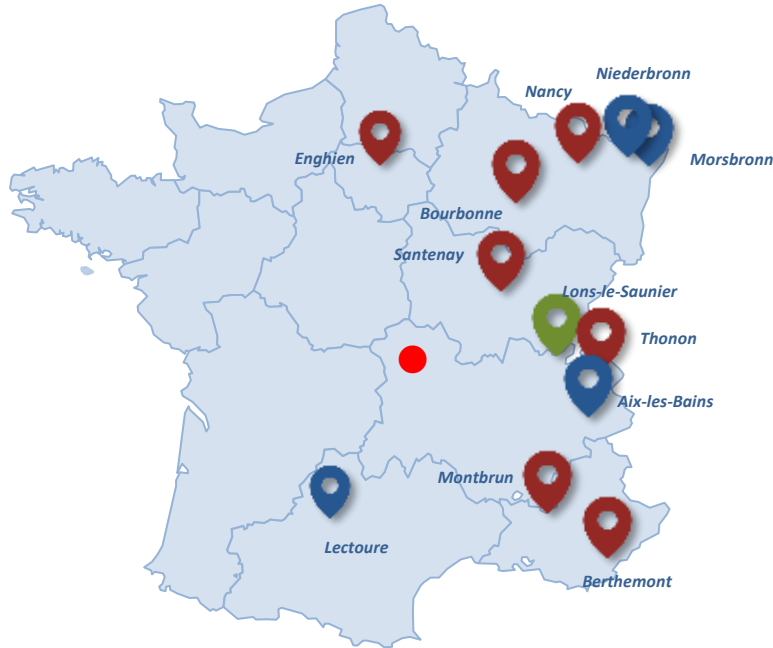 Niederbronn
Nancy
Enghien
Morsbronn
Bourbonne
Santenay
Lons-le-Saunier
Thonon
Aix-les-Bains
Montbrun
Lectoure
Berthemont